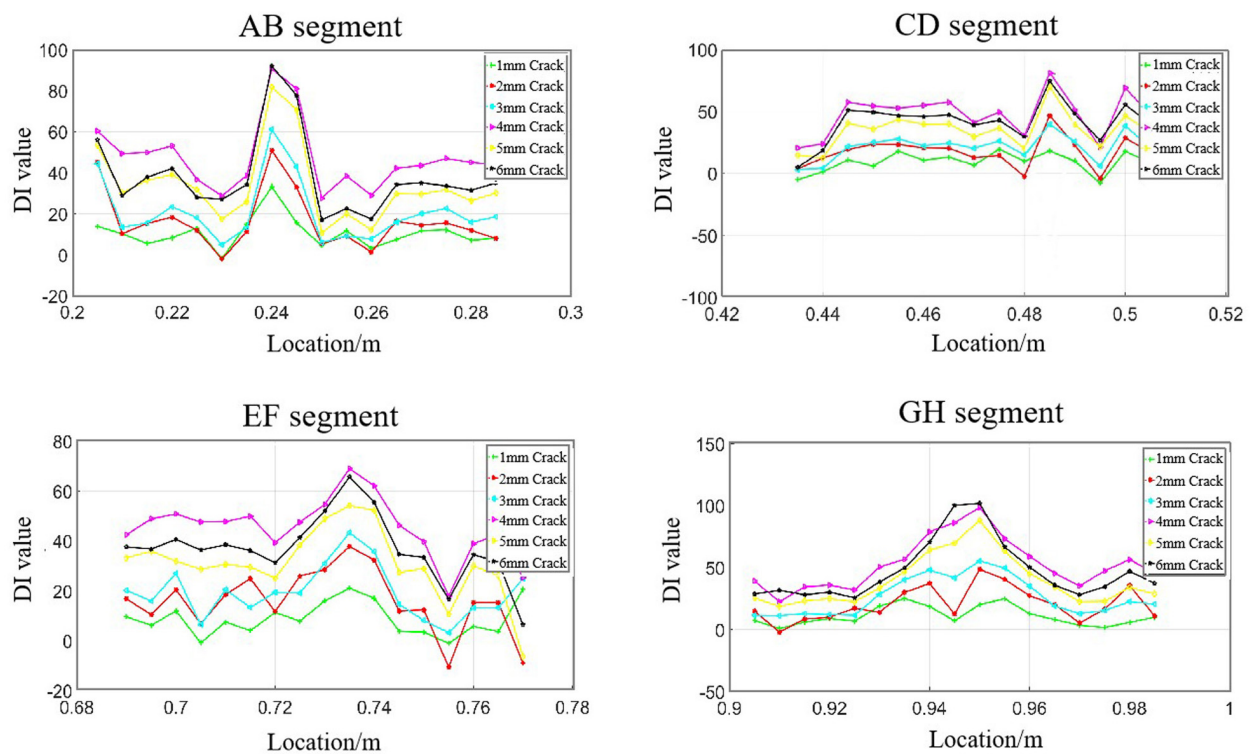 AB segment
100
80
60
40
20
0
-20
0.2
0.22
0.24
0.26
0.28
0.3
DI value
Location/m
1mm Crack
2mm Crack
3mm Crack
4mm Crack
5mm Crack
6mm Crack
CD segment
100
50
0
-50
-100
0.42
0.44
0.46
0.48
0.5
0.52
DI value
Location/m
1mm Crack
2mm Crack
3mm Crack
4mm Crack
5mm Crack
6mm Crack
EF segment
80
60
40
20
0
-20
0.68
0.7
0.72
0.74
0.76
0.78
DI value
Location/m
1mm Crack
2mm Crack
3mm Crack
4mm Crack
5mm Crack
6mm Crack
GH segment
150
100
50
0
-50
0.9
0.92
0.94
0.96
0.98
1
DI value
Location/m
1mm Crack
2mm Crack
3mm Crack
4mm Crack
5mm Crack
6mm Crack